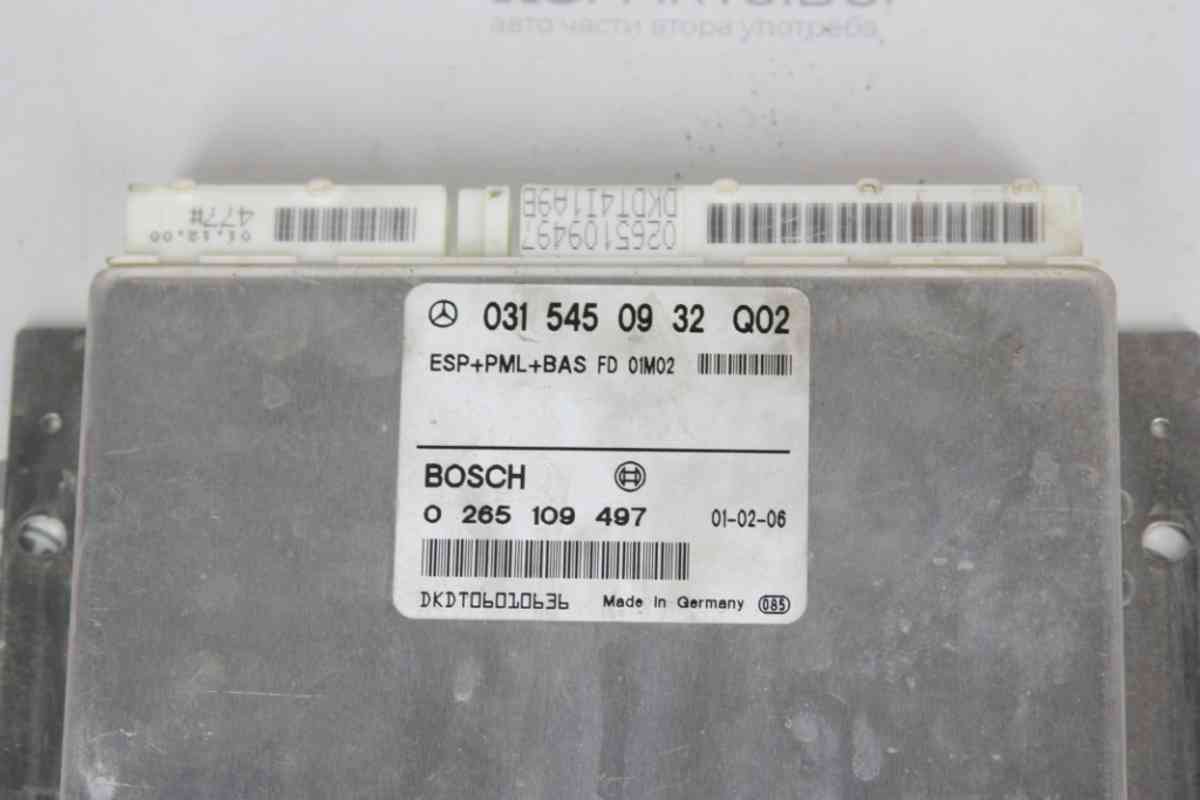 авто части втора употреба
477#
01.12.00
DKDT4I1A9B
0265109497
031 545 09 32 Q02
ESP+PML+BAS FD 01M02
BOSCH
0 265 109 497 01-02-06
DKDT06010636 Made in Germany 085